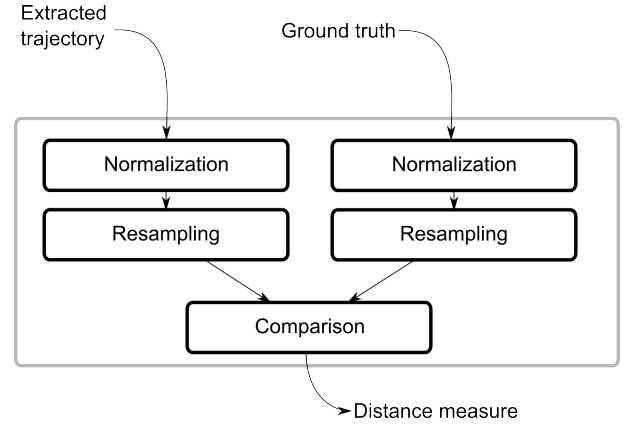 Extracted
trajectory
Ground truth
Normalization
Normalization
Resampling
Resampling
Comparison
Distance measure